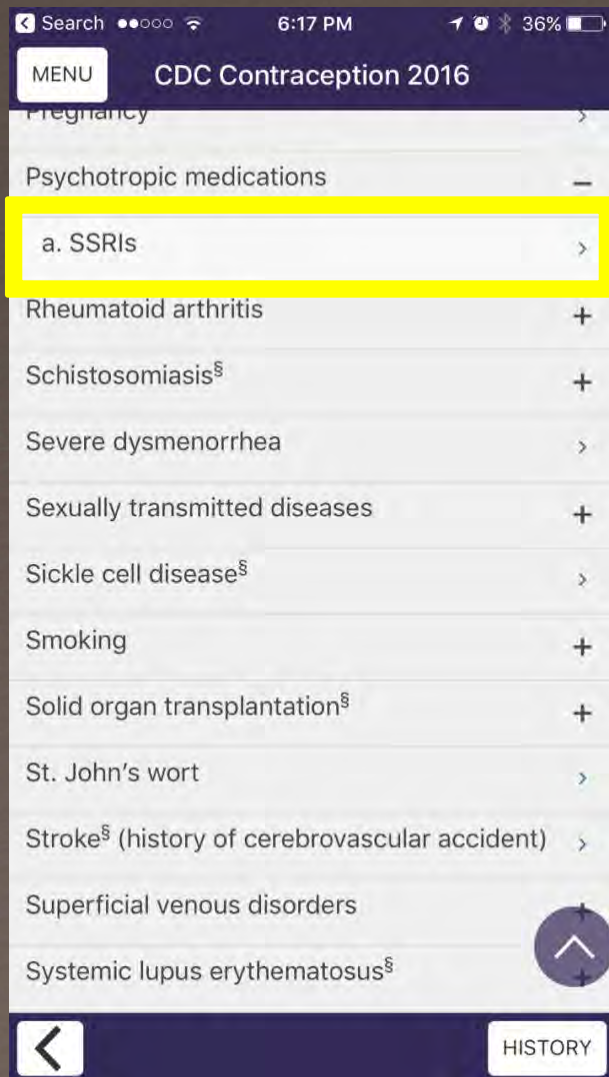 Search 6:17 PM 36%
MENU CDC Contraception 2016
Pregnancy
Psychotropic medications
a. SSRIs
Rheumatoid arthritis
Schistosomiasis§
Severe dysmenorrhea
Sexually transmitted diseases
Sickle cell disease§
Smoking
Solid organ transplantation§
St. John’s wort
Stroke§ (history of cerebrovascular accident)
Superficial venous disorders
Systemic lupus erythematosus§
HISTORY